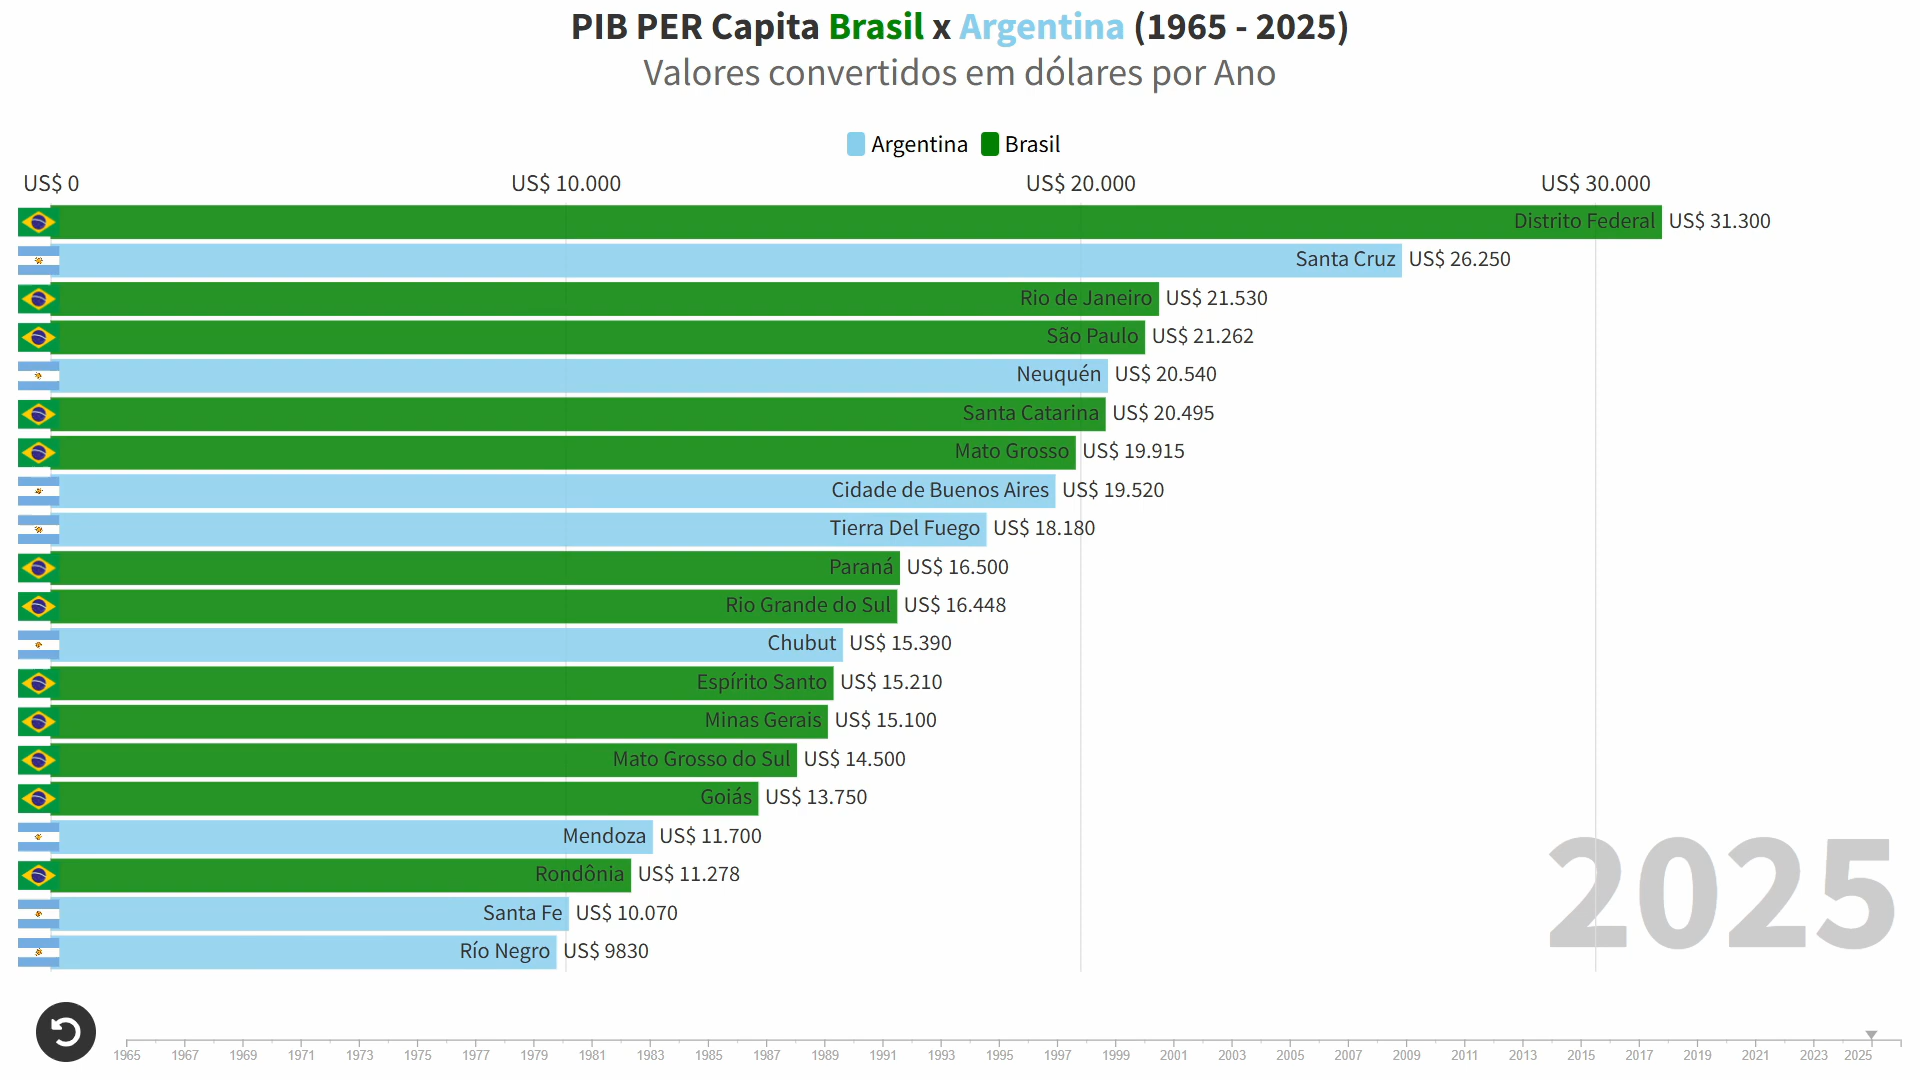 PIB PER Capita Brasil x Argentina (1965 - 2025)
Valores convertidos em dólares por Ano
Argentina Brasil
US$ 0 US$ 10.000 US$ 20.000 US$ 30.000
Distrito Federal US$ 31.300
Santa Cruz US$ 26.250
Rio de Janeiro US$ 21.530
São Paulo US$ 21.262
Neuquén US$ 20.540
Santa Catarina US$ 20.495
Mato Grosso US$ 19.915
Cidade de Buenos Aires US$ 19.520
Tierra Del Fuego US$ 18.180
Paraná US$ 16.500
Rio Grande do Sul US$ 16.448
Chubut US$ 15.390
Espírito Santo US$ 15.210
Minas Gerais US$ 15.100
Mato Grosso do Sul US$ 14.500
Goiás US$ 13.750
Mendoza US$ 11.700
Rondônia US$ 11.278
Santa Fe US$ 10.070
Río Negro US$ 9830
2025
1965 1967 1969 1971 1973 1975 1977 1979 1981 1983 1985 1987 1989 1991 1993 1995 1997 1999 2001 2003 2005 2007 2009 2011 2013 2015 2017 2019 2021 2023 2025